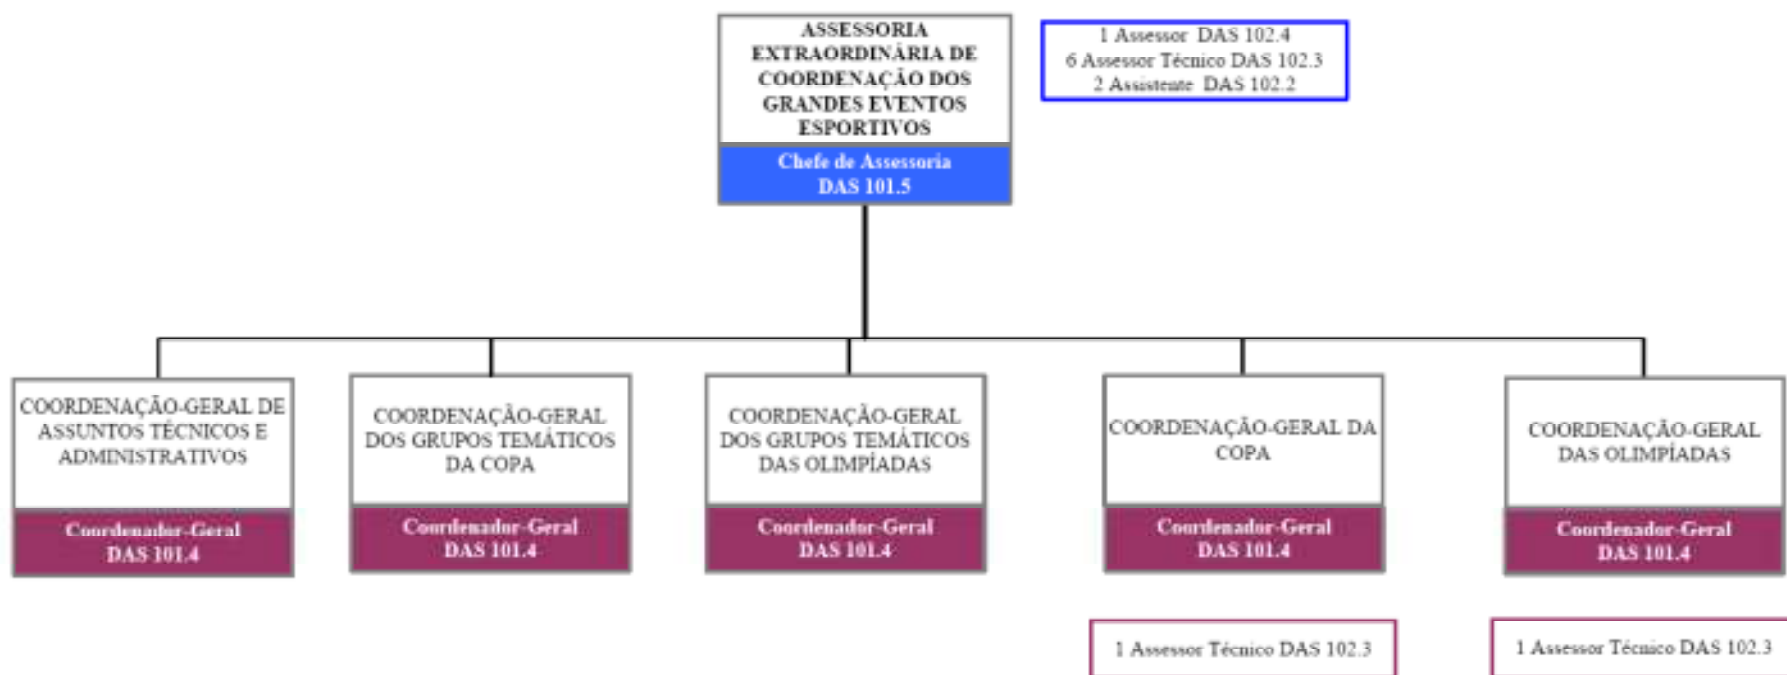 ASSESSORIA
EXTRAORDINÁRIA DE
COORDENAÇÃO DOS
GRANDES EVENTOS
ESPORTIVOS
Chefe de Assessoria
DAS 101.5
1 Assessor DAS 102.4
6 Assessor Técnico DAS 102.3
2 Assistente DAS 102.2
COORDENAÇÃO-GERAL DE
ASSUNTOS TÉCNICOS E
ADMINISTRATIVOS
Coordenador-Geral
DAS 101.4
COORDENAÇÃO-GERAL
DOS GRUPOS TEMÁTICOS
DA COPA
Coordenador-Geral
DAS 101.4
COORDENAÇÃO-GERAL
DOS GRUPOS TEMÁTICOS
DAS OLIMPÍADAS
Coordenador-Geral
DAS 101.4
COORDENAÇÃO-GERAL DA
COPA
Coordenador-Geral
DAS 101.4
COORDENAÇÃO-GERAL
DAS OLIMPÍADAS
Coordenador-Geral
DAS 101.4
1 Assessor Técnico DAS 102.3
1 Assessor Técnico DAS 102.3